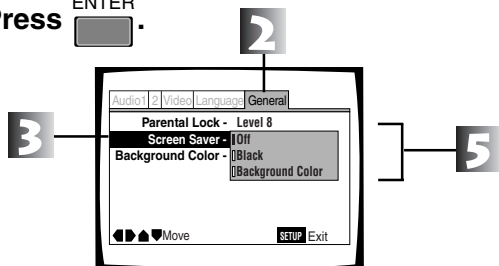 ENTER
Press .
2
Audio1 2 Video Language General
Parental Lock - Level 8
3
Screen Saver - Off
5
Background Color - Black
Background Color
Move SETUP Exit